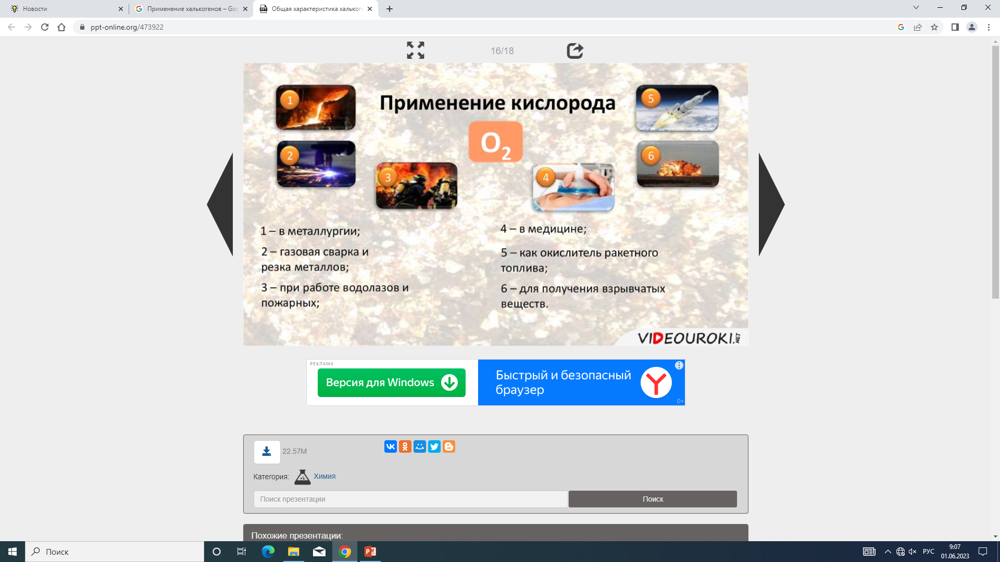 Новости
Применение халькогенов – Goo
Общая характеристика халькоге
ppt-online.org/473922
16/18
Применение кислорода
O2
1
2
3
4
5
6
1 – в металлургии;
2 – газовая сварка и
резка металлов;
3 – при работе водолазов и
пожарных;
4 – в медицине;
5 – как окислитель ракетного
топлива;
6 – для получения взрывчатых
веществ.
VIDEOUROKI.NET
РЕКЛАМА
Версия для Windows
Быстрый и безопасный
браузер
0+
22.57M
Категория: Химия
Поиск презентации
Поиск
Похожие презентации:
Поиск
РУС
9:07
01.06.2023